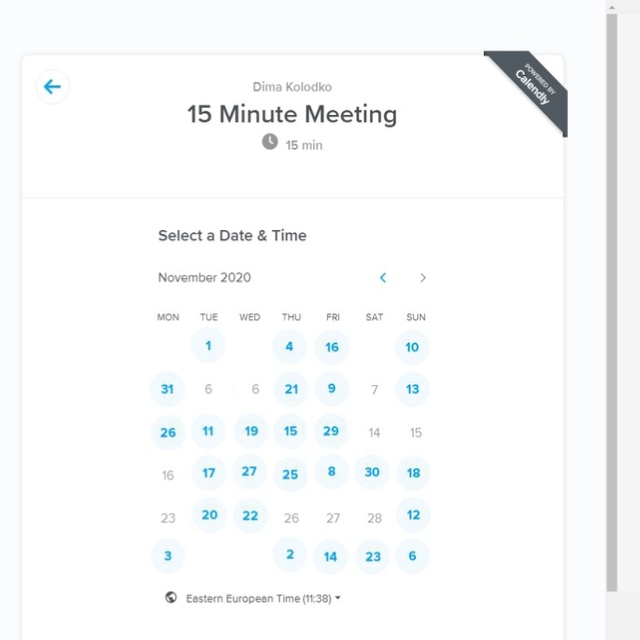 Dima Kolodko
POWERED BY
Calendly
15 Minute Meeting
15 min
Select a Date & Time
November 2020
MON TUE WED THU FRI SAT SUN
1 4 16 10
31 6 6 21 9 7 13
26 11 19 15 29 14 15
16 17 27 25 8 30 18
23 20 22 26 27 28 12
3 2 14 23 6
Eastern European Time (11:38)